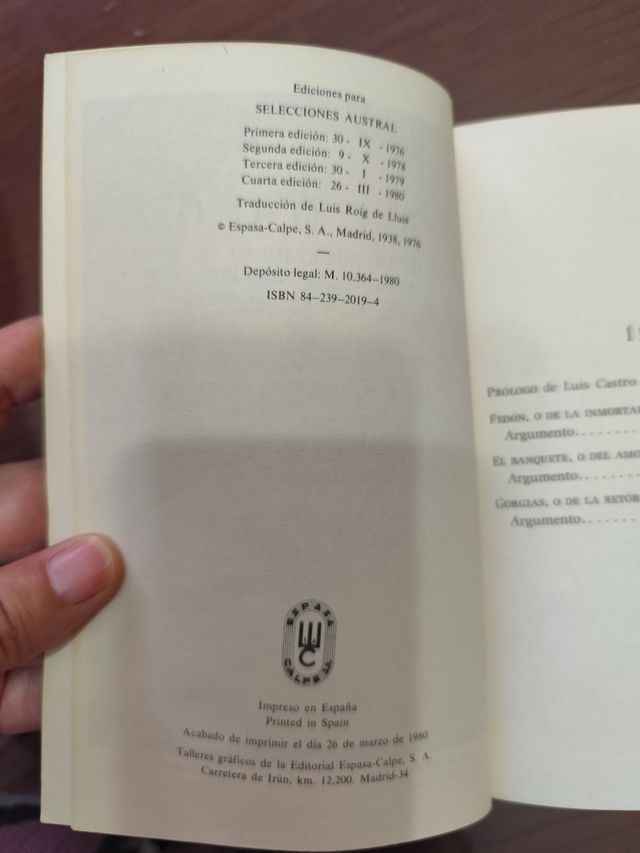 Ediciones para
SELECCIONES AUSTRAL
Primera edición: 30 - IX - 1976
Segunda edición: 9 - X - 1978
Tercera edición: 30 - I - 1979
Cuarta edición: 26 - III - 1980
Traducción de Luis Roig de Lluis
© Espasa-Calpe, S. A., Madrid, 1938, 1976
—
Depósito legal: M. 10.364—1980
ISBN 84—239—2019—4
ESPASA
CALPE S.A.
Impreso en España
Printed in Spain
Acabado de imprimir el día 26 de marzo de 1980
Talleres gráficos de la Editorial Espasa-Calpe, S. A.
Carretera de Irún, km. 12,200. Madrid-34
PRÓLOGO de Luis Castro
FEDÓN, O DE LA
Argumento........
EL BANQUETE, O DEL
Argumento........
GORGIAS, O DE LA
Argumento........